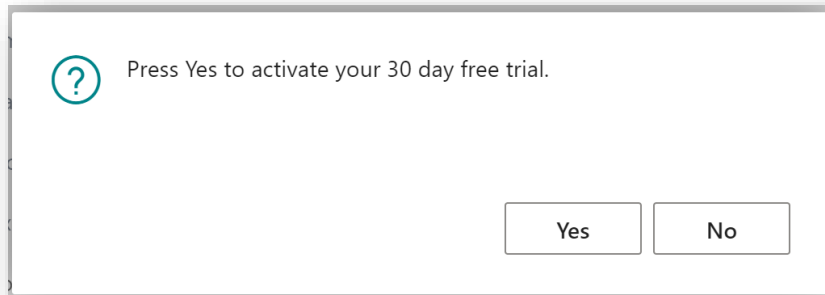 Press Yes to activate your 30 day free trial.
Yes
No